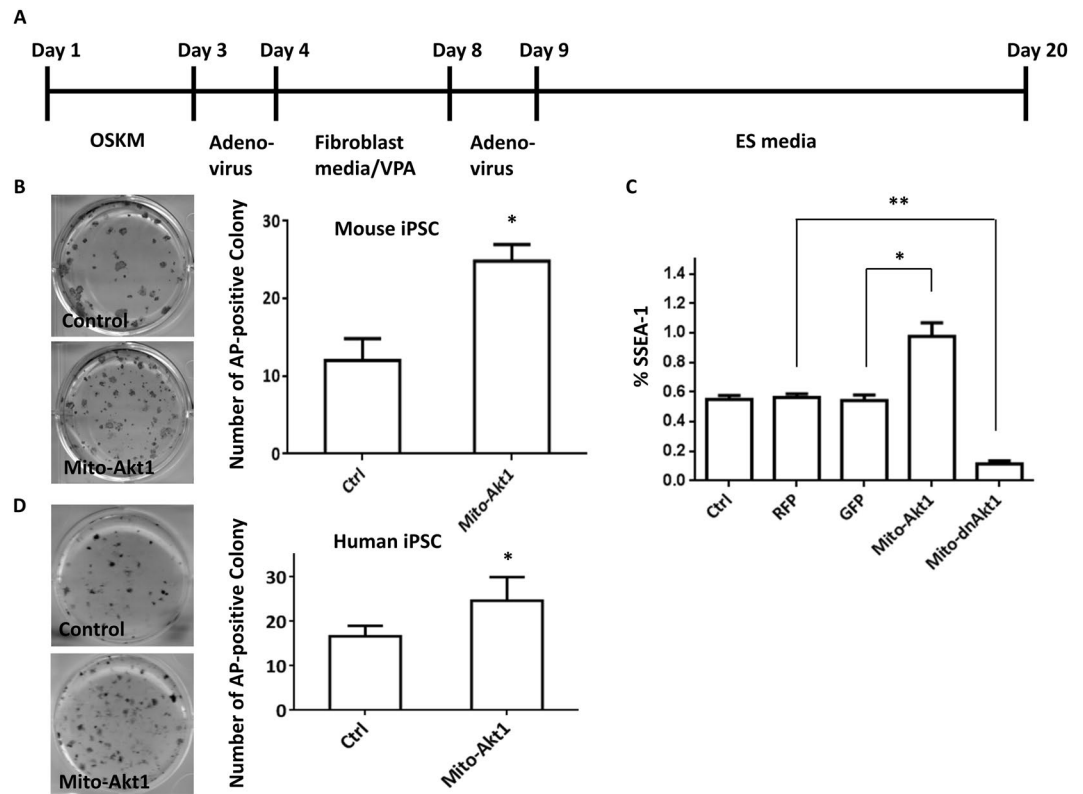 A
Day 1 Day 3 Day 4 Day 8 Day 9 Day 20
OSKM
Adeno-
virus
Fibroblast
media/VPA
Adeno-
virus
ES media
B
Control
Mito-Akt1
Number of AP-positive Colony
Mouse iPSC
*
30
20
10
0
Ctrl
Mito-Akt1
C
**
*
% SSEA-1
1.4
1.2
1.0
0.8
0.6
0.4
0.2
0.0
Ctrl
RFP
GFP
Mito-Akt1
Mito-dnAkt1
D
Control
Mito-Akt1
Number of AP-positive Colony
Human iPSC
*
30
20
10
0
Ctrl
Mito-Akt1